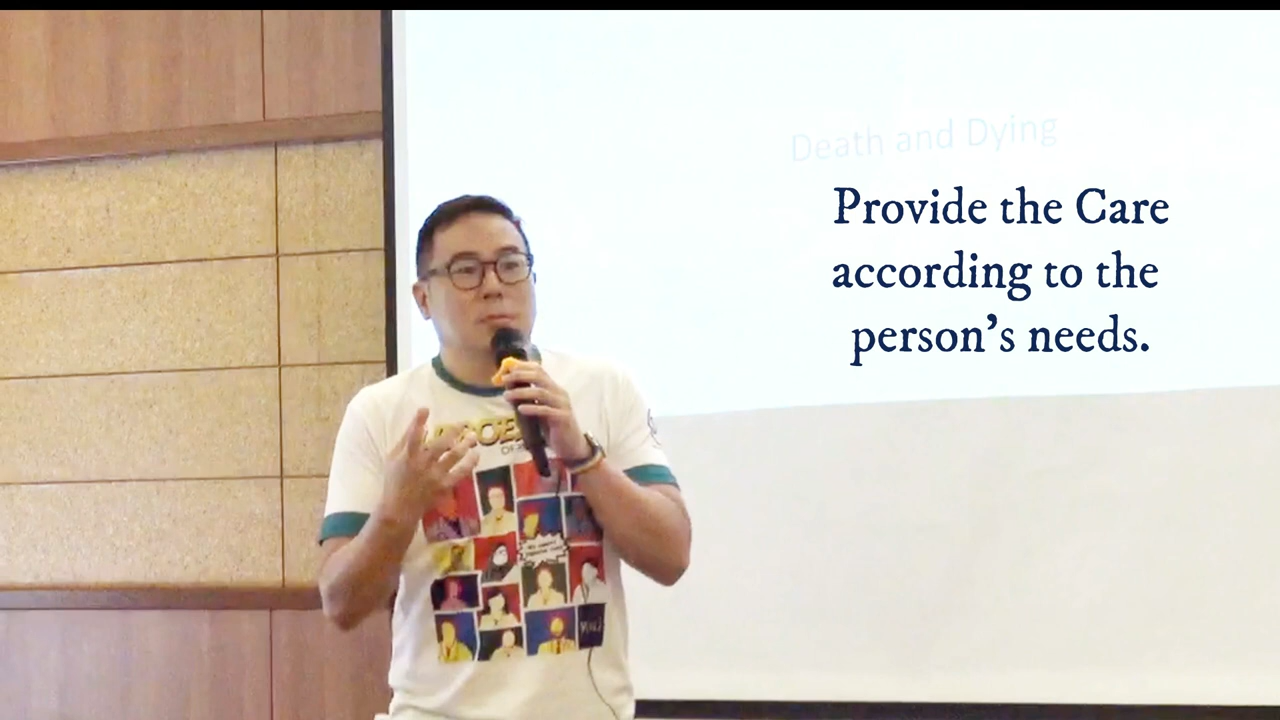 Death and Dying
Provide the Care
according to the
person's needs.